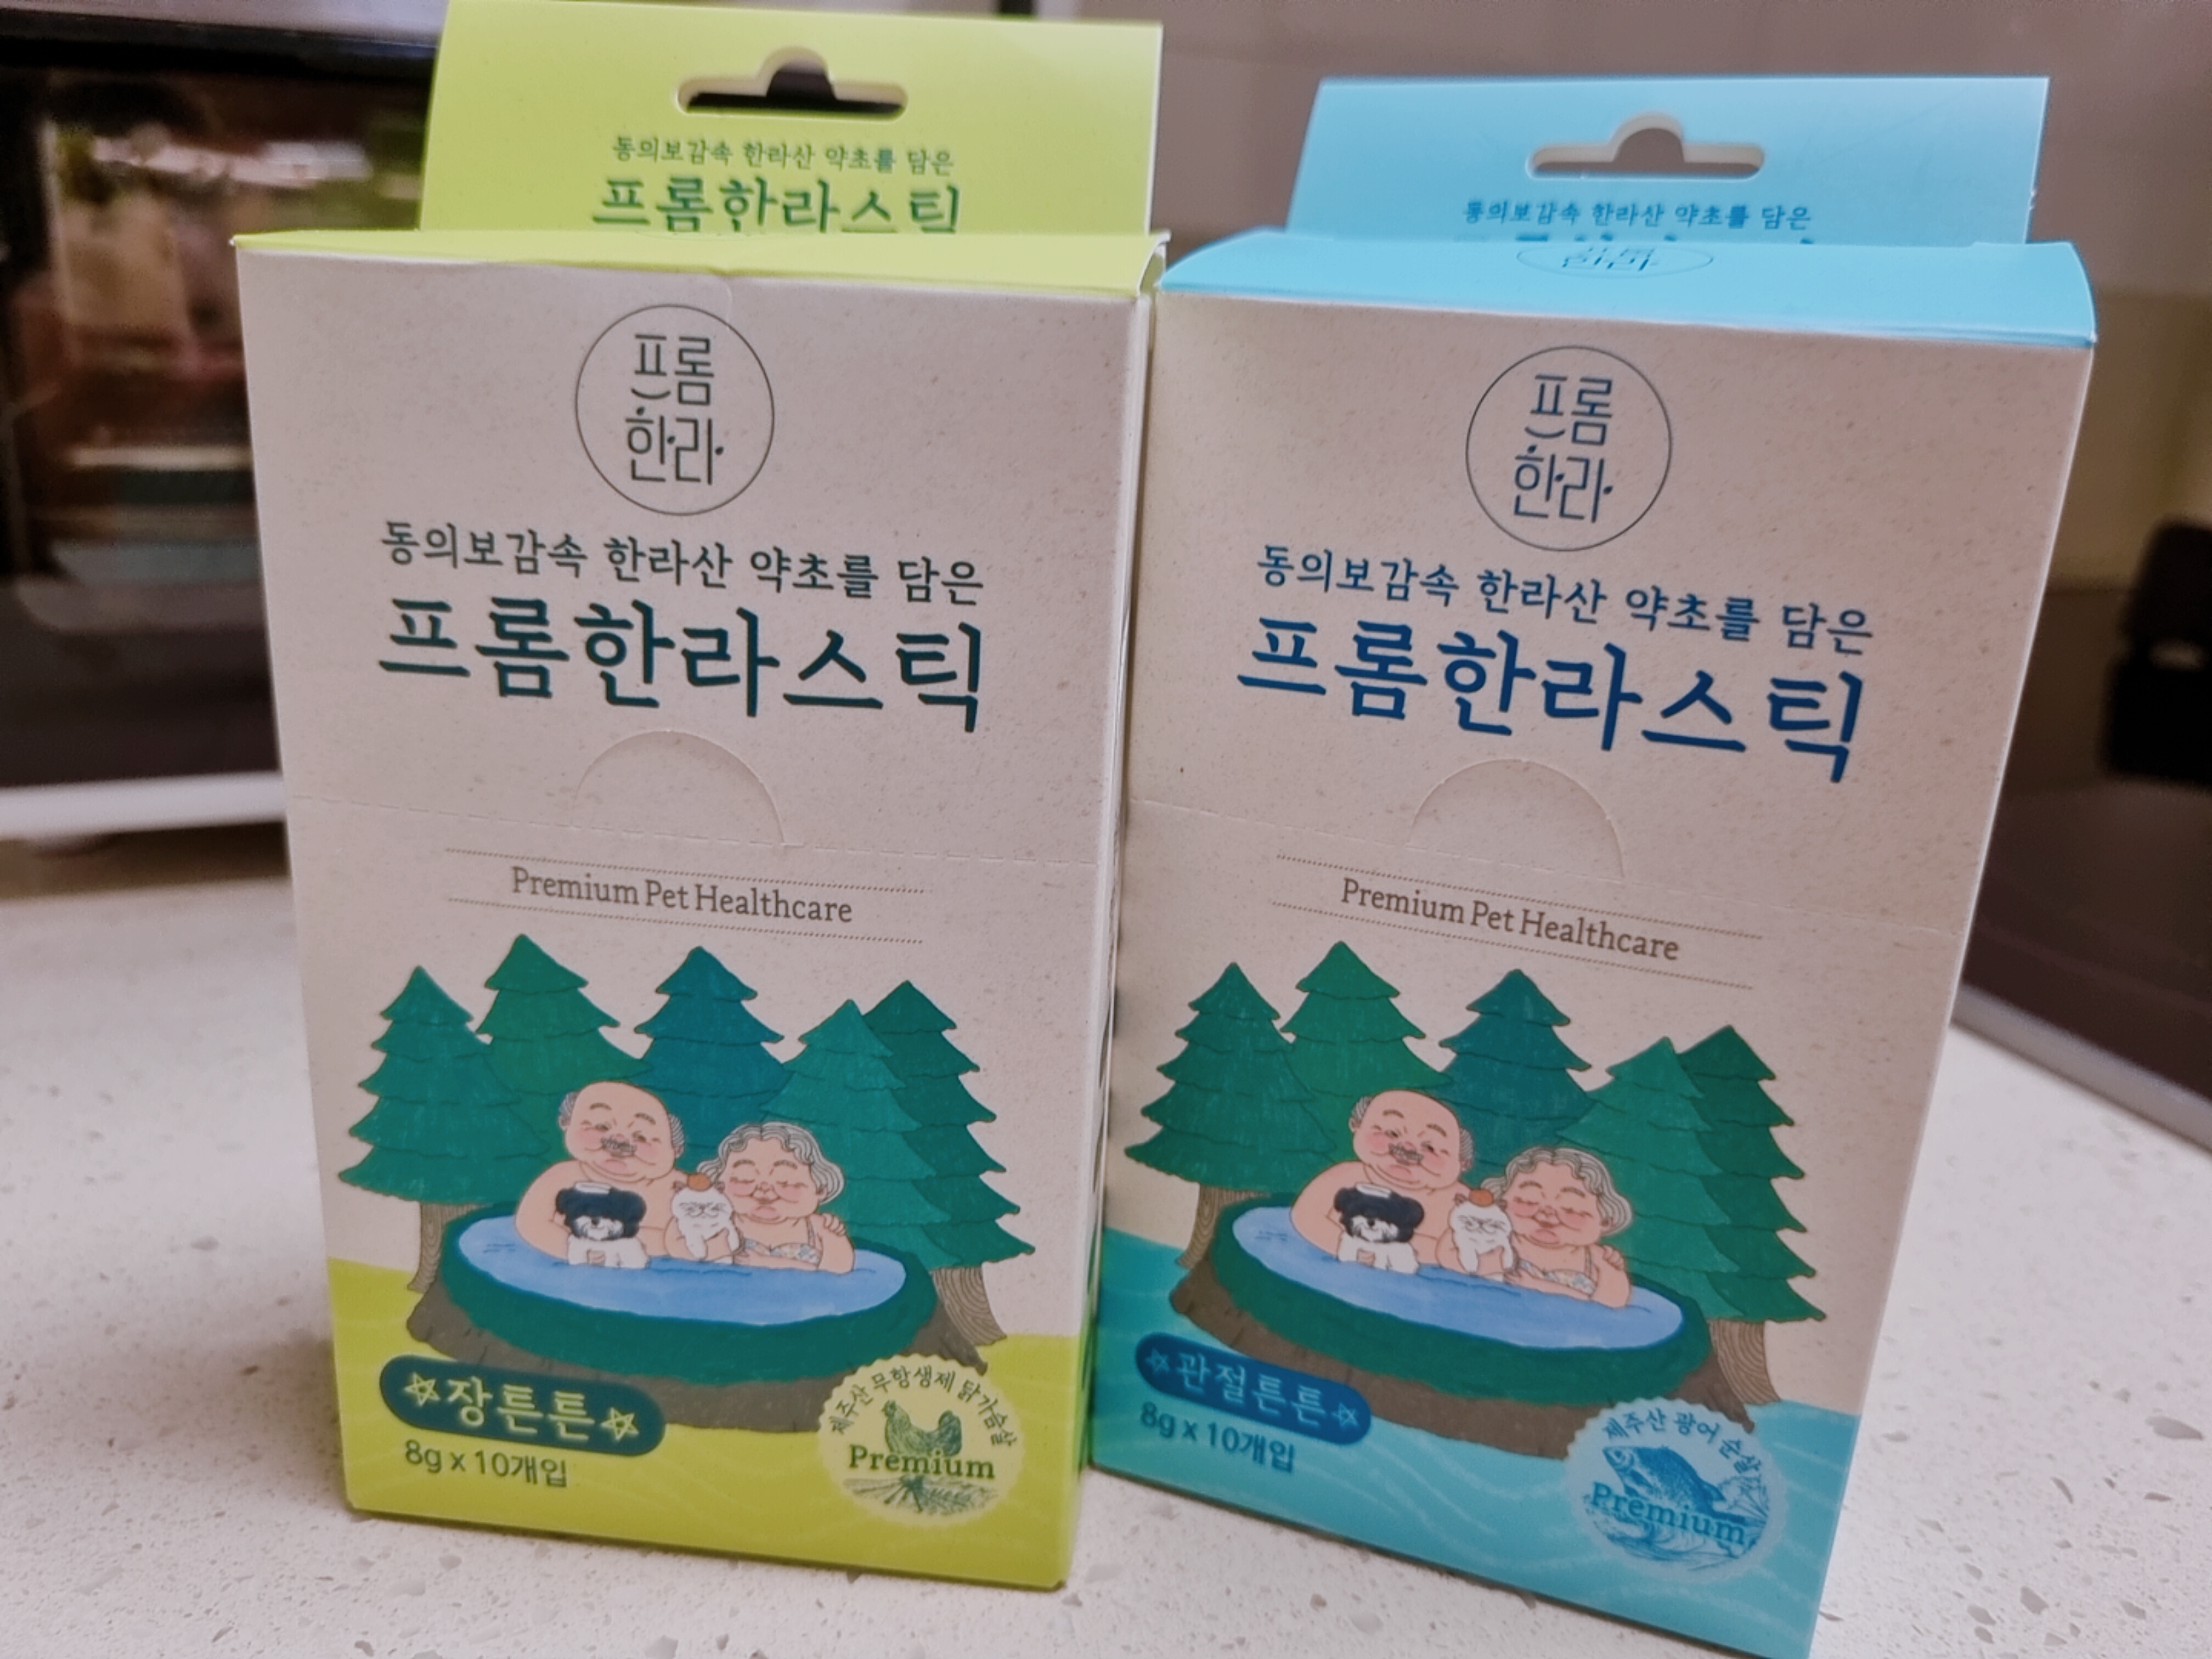 동의보감속 한라산 약초를 담은
프롬한라스틱
프롬
한라
동의보감속 한라산 약초를 담은
프롬한라스틱
Premium Pet Healthcare
장튼튼
8g x 10개입
제주산 무항생제 닭가슴살
Premium
동의보감속 한라산 약초를 담은
프롬
한라
동의보감속 한라산 약초를 담은
프롬한라스틱
Premium Pet Healthcare
관절튼튼
8g x 10개입
제주산 광어 순살
Premium